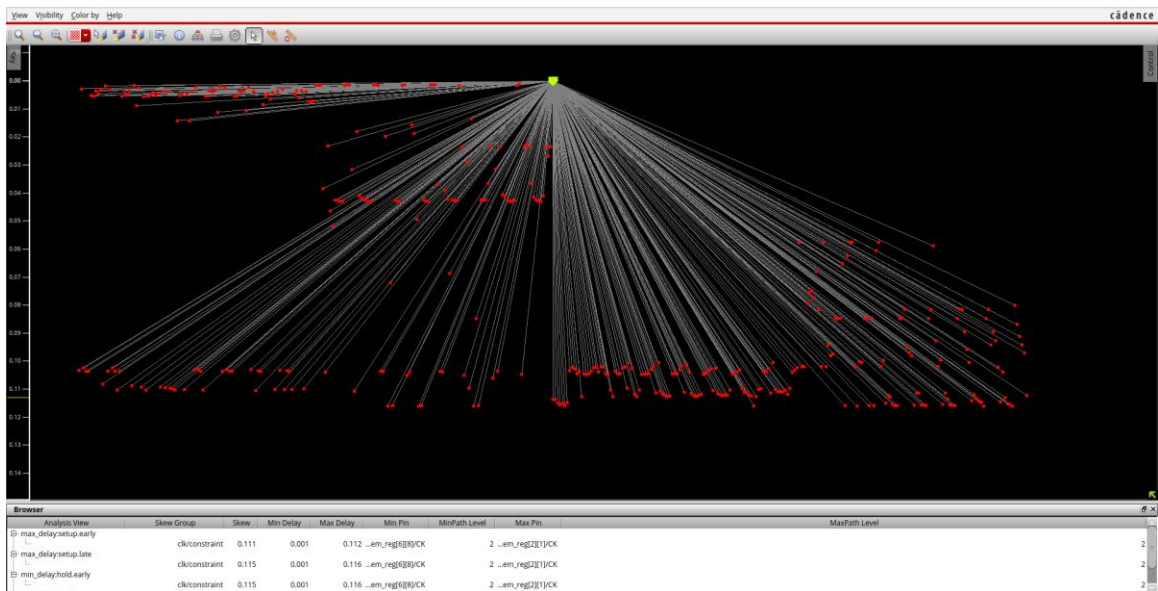 View Visibility Color by Help
cādence
Control
0.00
0.01
0.02
0.03
0.04
0.05
0.06
0.07
0.08
0.09
0.10
0.11
0.12
0.13
0.14
Browser
Analysis View Skew Group Skew Min Delay Max Delay Min Pin MinPath Level Max Pin MaxPath Level
max_delay:setup.early
clk/constraint 0.111 0.001 0.112 ...em_reg[6][8]/CK 2 ...em_reg[2][1]/CK 2
max_delay:setup.late
clk/constraint 0.115 0.001 0.116 ...em_reg[6][8]/CK 2 ...em_reg[2][1]/CK 2
min_delay:hold.early
clk/constraint 0.115 0.001 0.116 ...em_reg[6][8]/CK 2 ...em_reg[2][1]/CK 2